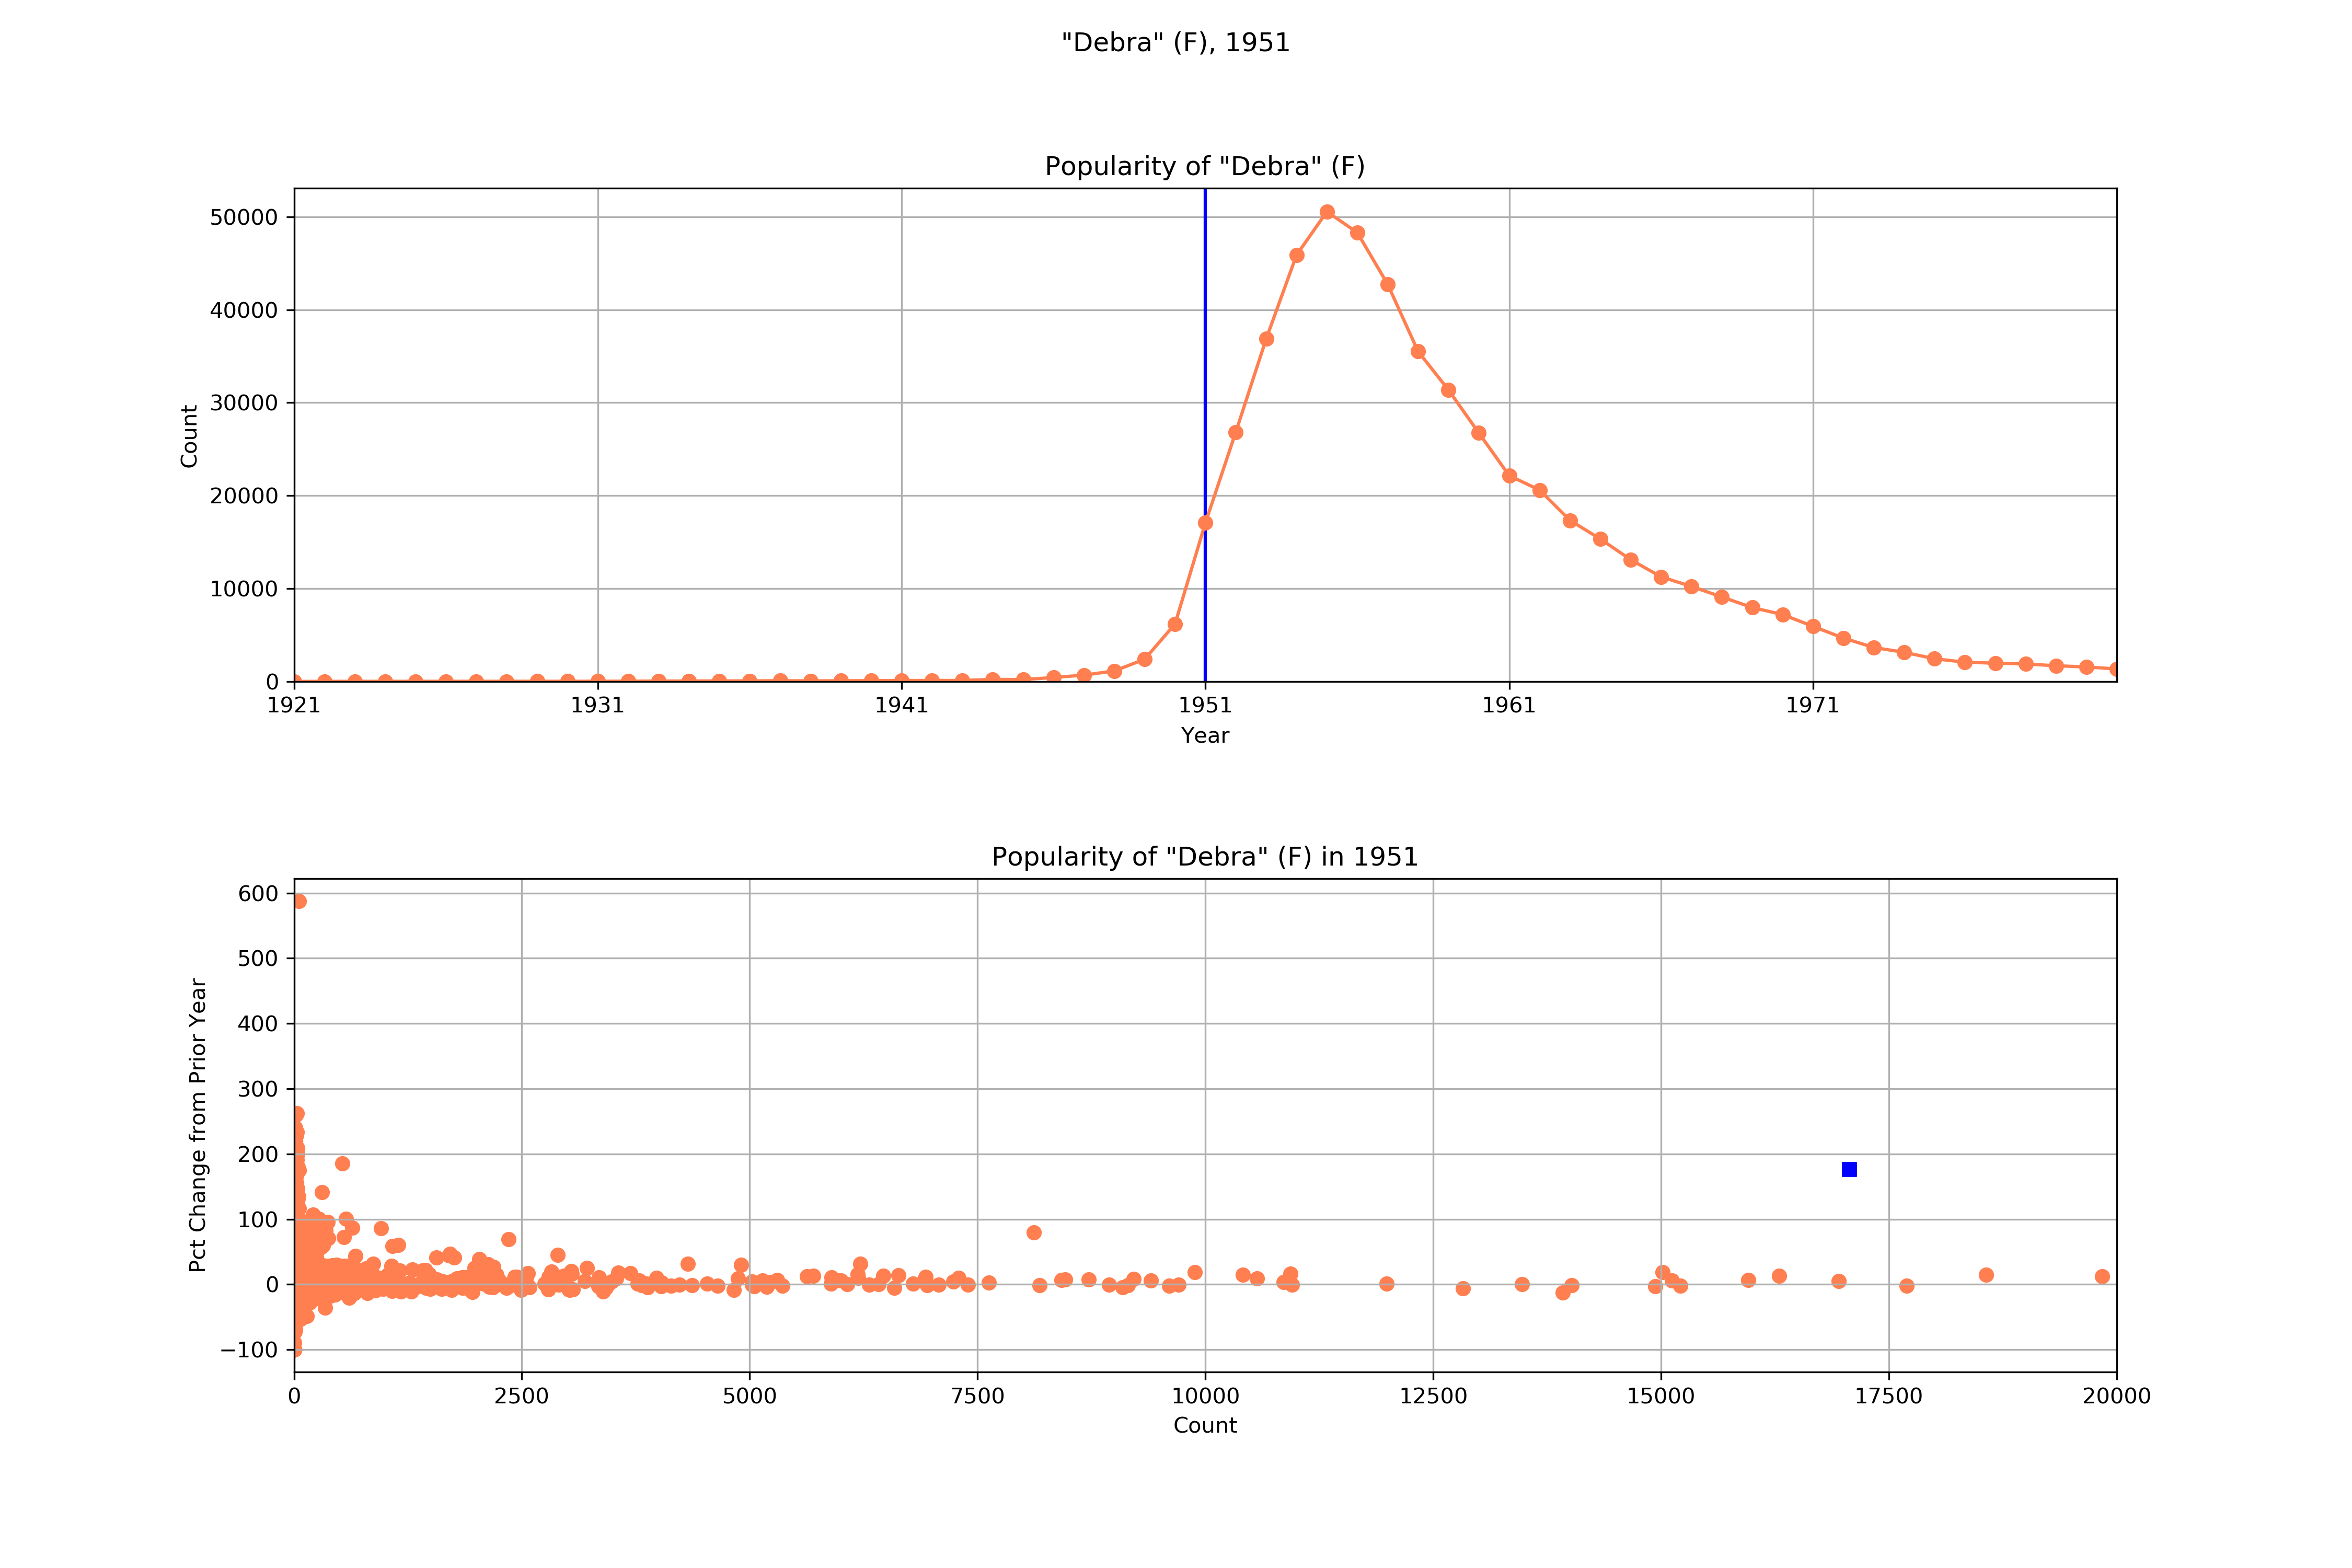 "Debra" (F), 1951
Popularity of "Debra" (F)
50000
40000
30000
20000
10000
0
Count
1921 1931 1941 1951 1961 1971
Year
Popularity of "Debra" (F) in 1951
600
500
400
300
200
100
0
−100
Pct Change from Prior Year
0 2500 5000 7500 10000 12500 15000 17500 20000
Count